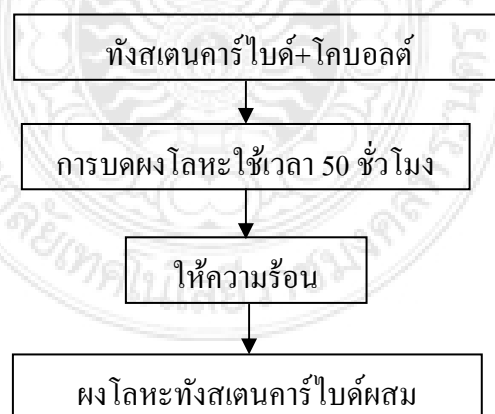 ทังสเตนคาร์ไบด์+โคบอลต์
การบดผงโลหะใช้เวลา 50 ชั่วโมง
ให้ความร้อน
ผงโลหะทังสเตนคาร์ไบด์ผสม